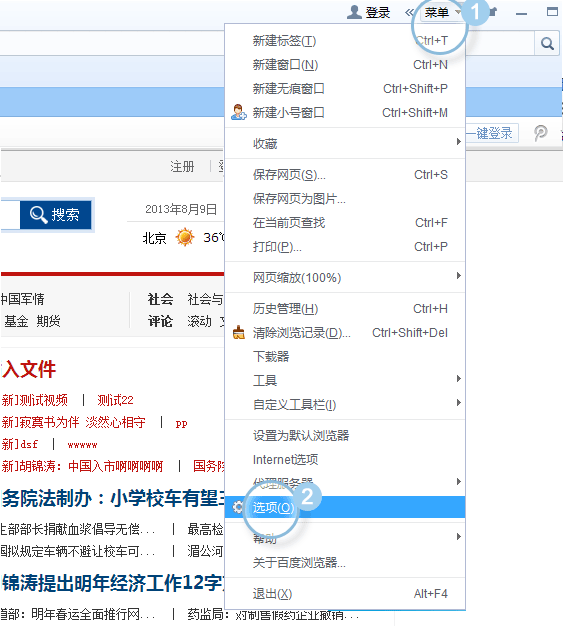 登录 « 菜单 1
新建标签(T) Ctrl+T
新建窗口(N) Ctrl+N
新建无痕窗口 Ctrl+Shift+P
新建小号窗口 Ctrl+Shift+M
收藏
一键登录
注册
保存网页(S)... Ctrl+S
保存网页为图片...
搜索
2013年8月9日
在当前页查找 Ctrl+F
北京 36℃
打印(P)... Ctrl+P
网页缩放(100%)
中国军情 社会 社会与
历史管理(H) Ctrl+H
基金 期货 评论 滚动
清除浏览记录(D)... Ctrl+Shift+Del
下载器
入文件
工具
新]测试视频 | 测试22
自定义工具栏(I)
新]寂寞书为伴 淡然心相守 | pp
设置为默认浏览器
新]dsf | wwwww
Internet选项
新]胡锦涛：中国入市啊啊啊啊 | 国务院
代理服务器
务院法制办：小学校车有望三
2
选项(O)
生部部长捐献血浆倡导无偿... | 最高检
帮助
拟规定车辆不避让校车可... | 湄公河
关于百度浏览器...
锦涛提出明年经济工作12字
退出(X) Alt+F4
道部：明年春运全面推行网... | 药监局：对制售假药企业撤销...